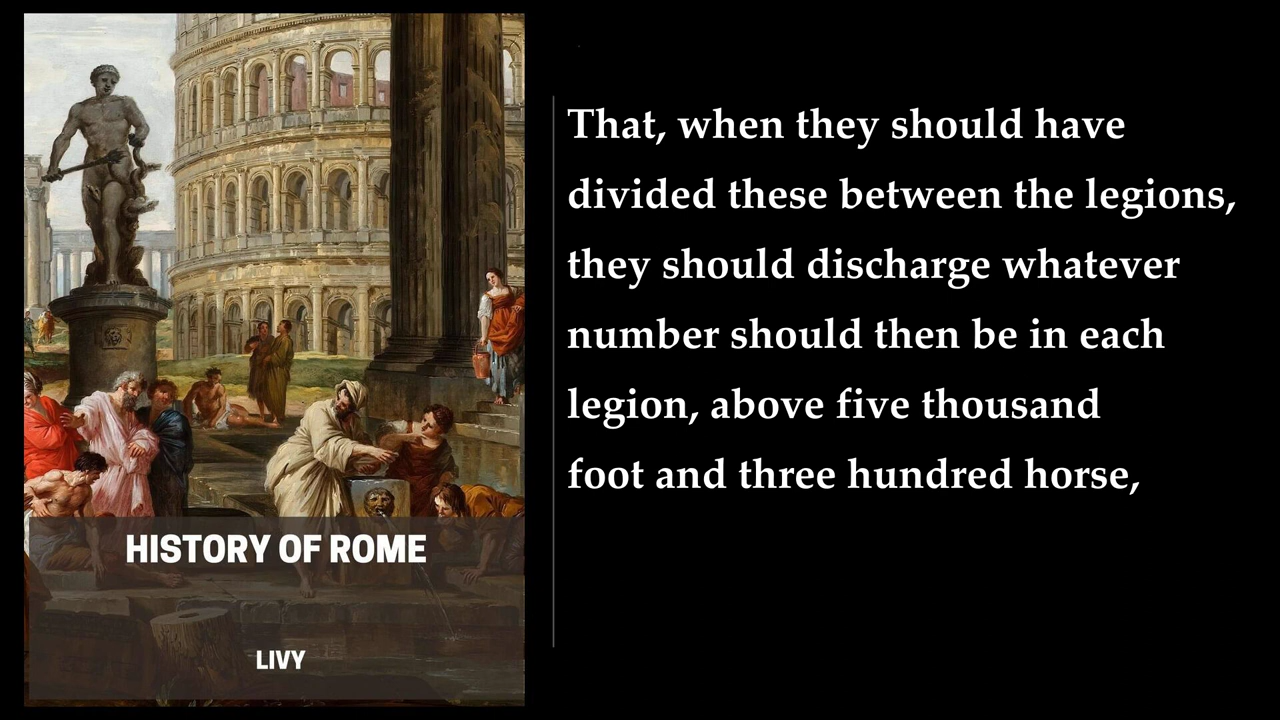 HISTORY OF ROME
LIVY
That, when they should have
divided these between the legions,
they should discharge whatever
number should then be in each
legion, above five thousand
foot and three hundred horse,